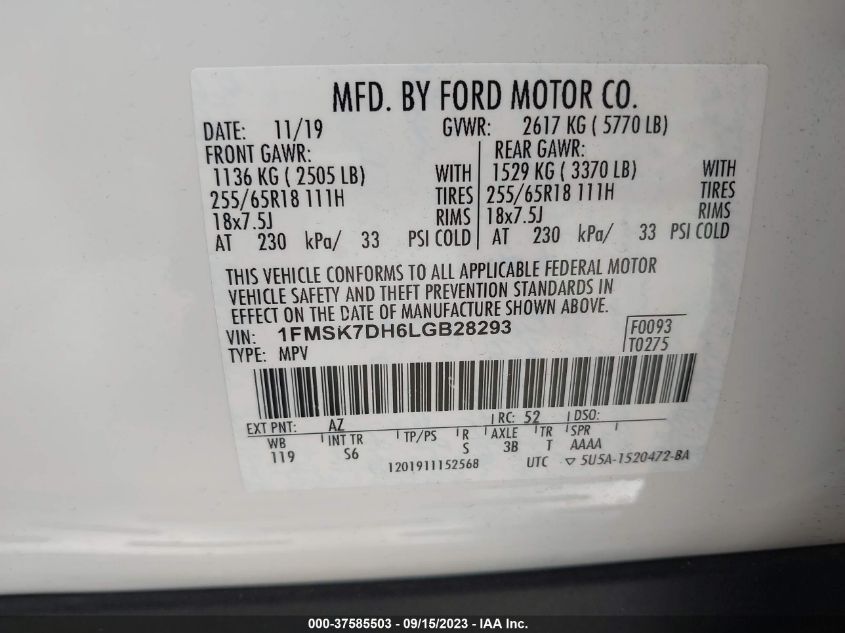 MFD. BY FORD MOTOR CO.
DATE: 11/19 GVWR: 2617 KG ( 5770 LB)
FRONT GAWR: REAR GAWR:
1136 KG ( 2505 LB) WITH 1529 KG ( 3370 LB) WITH
255/65R18 111H TIRES 255/65R18 111H TIRES
18x7.5J RIMS 18x7.5J RIMS
AT 230 kPa/ 33 PSI COLD AT 230 kPa/ 33 PSI COLD
THIS VEHICLE CONFORMS TO ALL APPLICABLE FEDERAL MOTOR
VEHICLE SAFETY AND THEFT PREVENTION STANDARDS IN
EFFECT ON THE DATE OF MANUFACTURE SHOWN ABOVE.
VIN: 1FMSK7DH6LGB28293 F0093
TYPE: MPV T0275
EXT PNT: AZ RC: 52 DSO:
WB INT TR TP/PS R AXLE TR SPR
119 S6 S 3B T AAAA
1201911152568 UTC ▽ 5U5A-1520472-BA
000-37585503 - 09/15/2023 - IAA Inc.